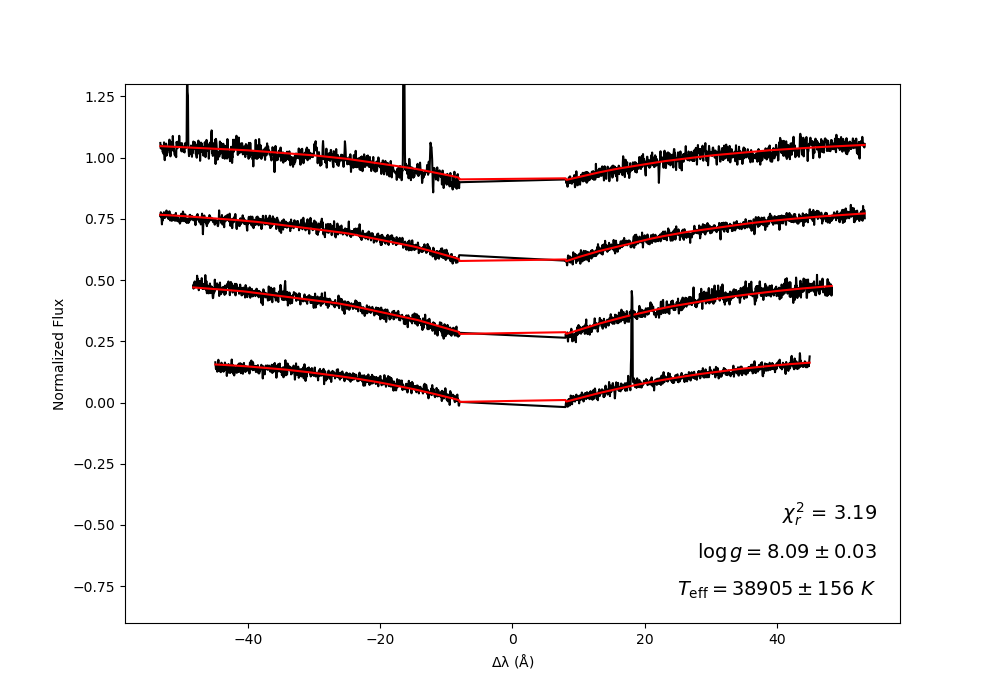 1.25
1.00
0.75
0.50
0.25
0.00
−0.25
−0.50
−0.75
−40
−20
0
20
40
Normalized Flux
Δλ (Å)
χ²ᵣ = 3.19
log g = 8.09 ± 0.03
T_eff = 38905 ± 156 K